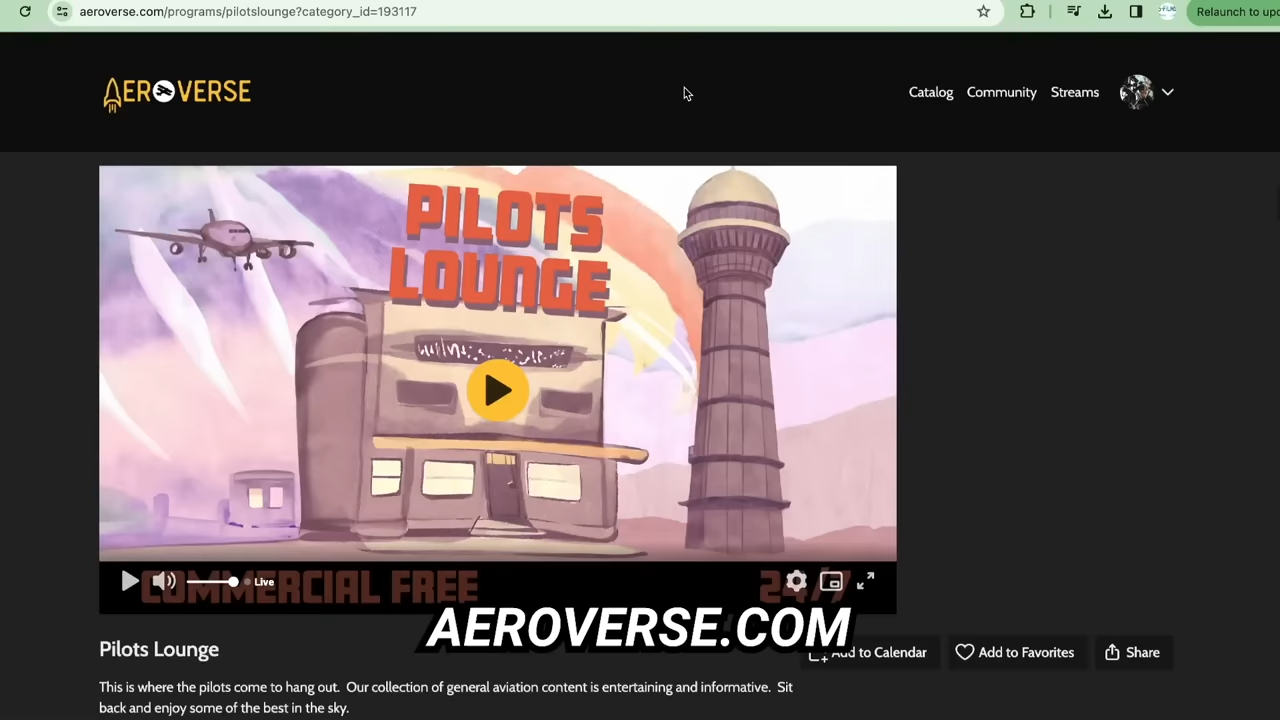 aeroverse.com/programs/pilotslounge?category_id=193117
Relaunch to upd
AEROVERSE
Catalog Community Streams
PILOTS
LOUNGE
Live
COMMERCIAL FREE 24/7
AEROVERSE.COM
Pilots Lounge
Add to Calendar Add to Favorites Share
This is where the pilots come to hang out. Our collection of general aviation content is entertaining and informative. Sit
back and enjoy some of the best in the sky.